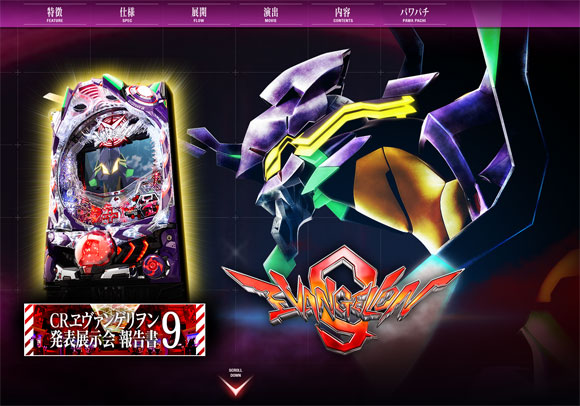 特徴 仕様 展開 演出 内容 パワパチ
FEATURE SPEC FLOW MOVIE CONTENTS PAWA PACHI
EVANGELION
9
CRヱヴァンゲリヲン
発表展示会 報告書 9
SCROLL
DOWN